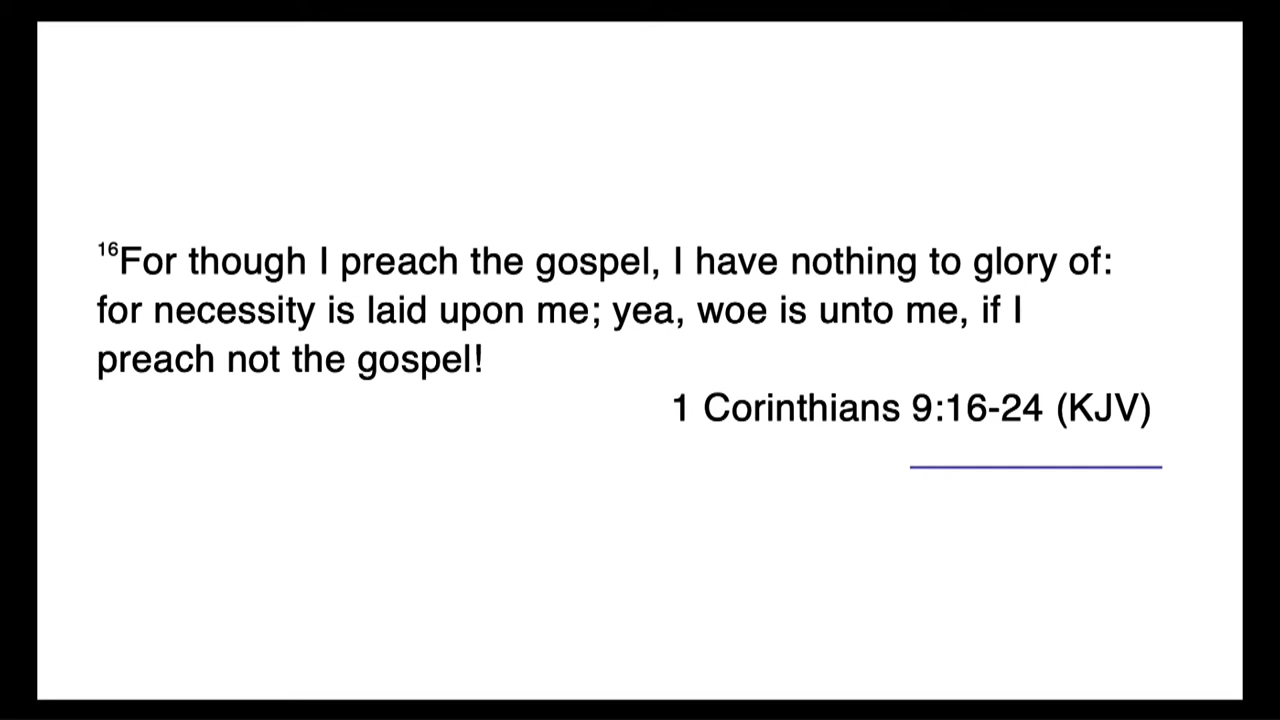 16For though I preach the gospel, I have nothing to glory of:
for necessity is laid upon me; yea, woe is unto me, if I
preach not the gospel!
1 Corinthians 9:16-24 (KJV)